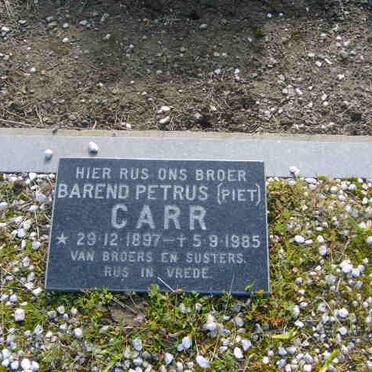 HIER RUS ONS BROER
BAREND PETRUS (PIET)
CARR
★ 29·12·1897 – ✝ 5·9·1985
VAN BROERS EN SUSTERS.
RUS IN VREDE.